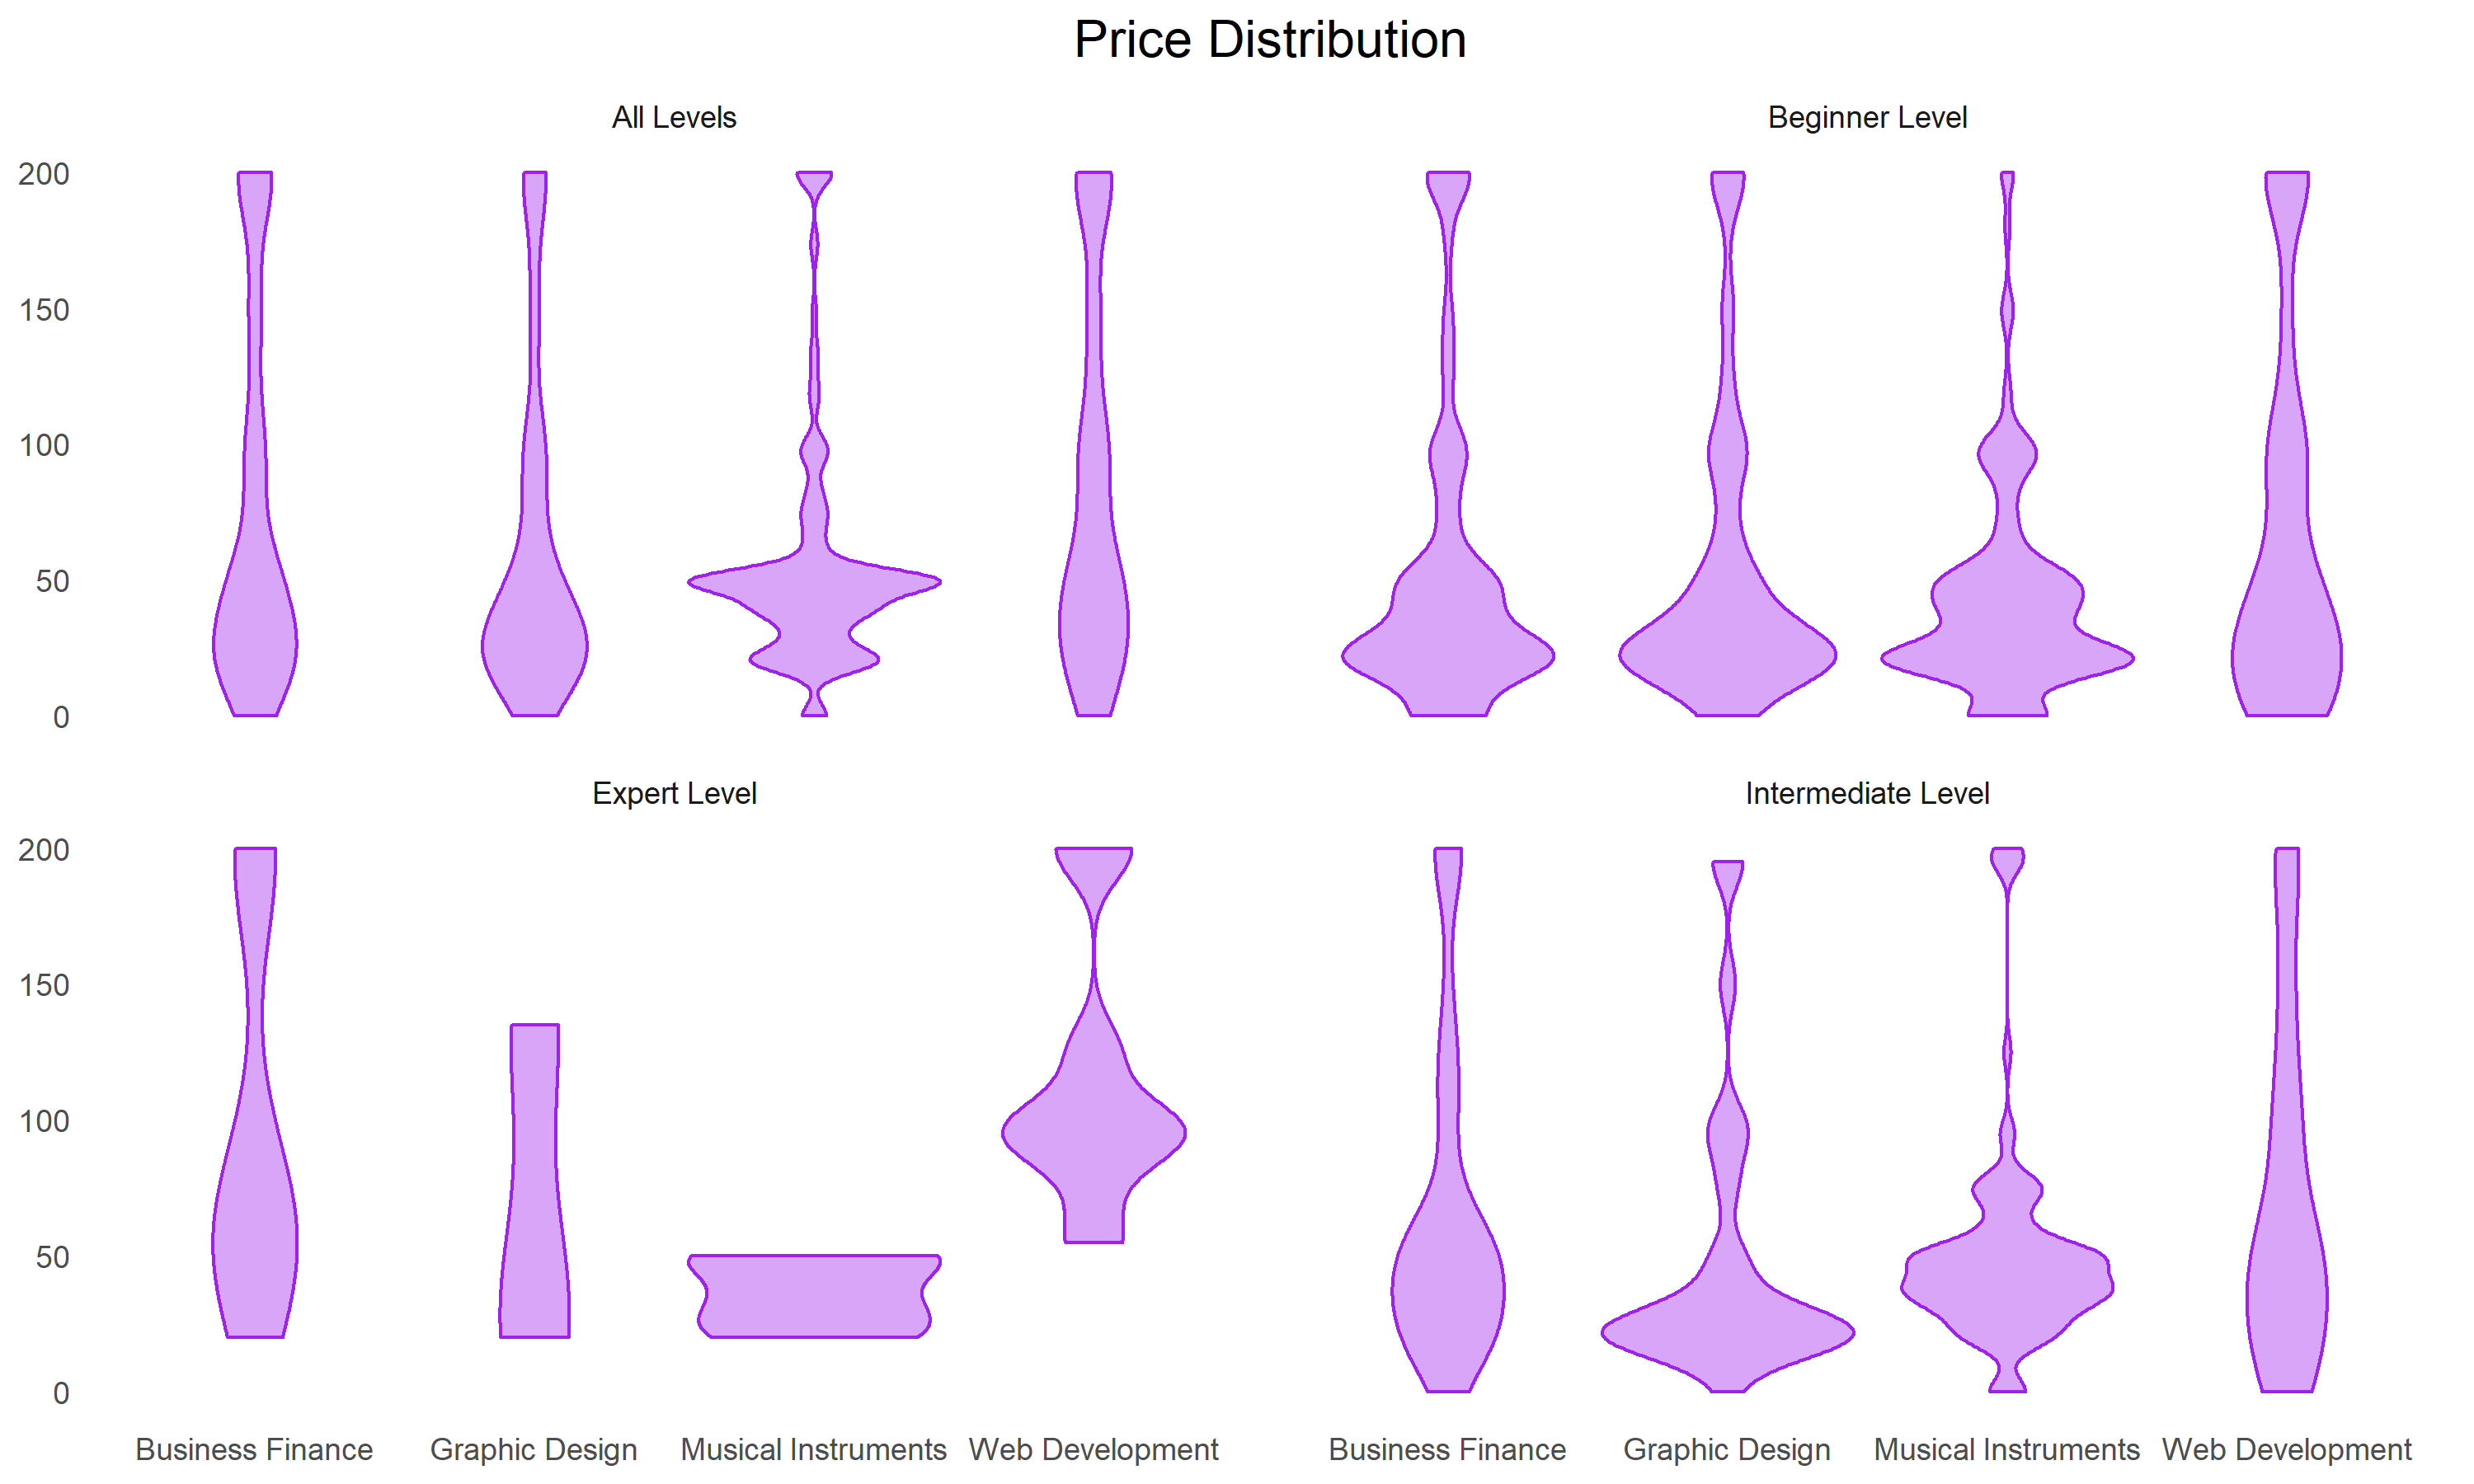 Price Distribution
All Levels
Beginner Level
200
150
100
50
0
Expert Level
Intermediate Level
200
150
100
50
0
Business Finance Graphic Design Musical Instruments Web Development Business Finance Graphic Design Musical Instruments Web Development